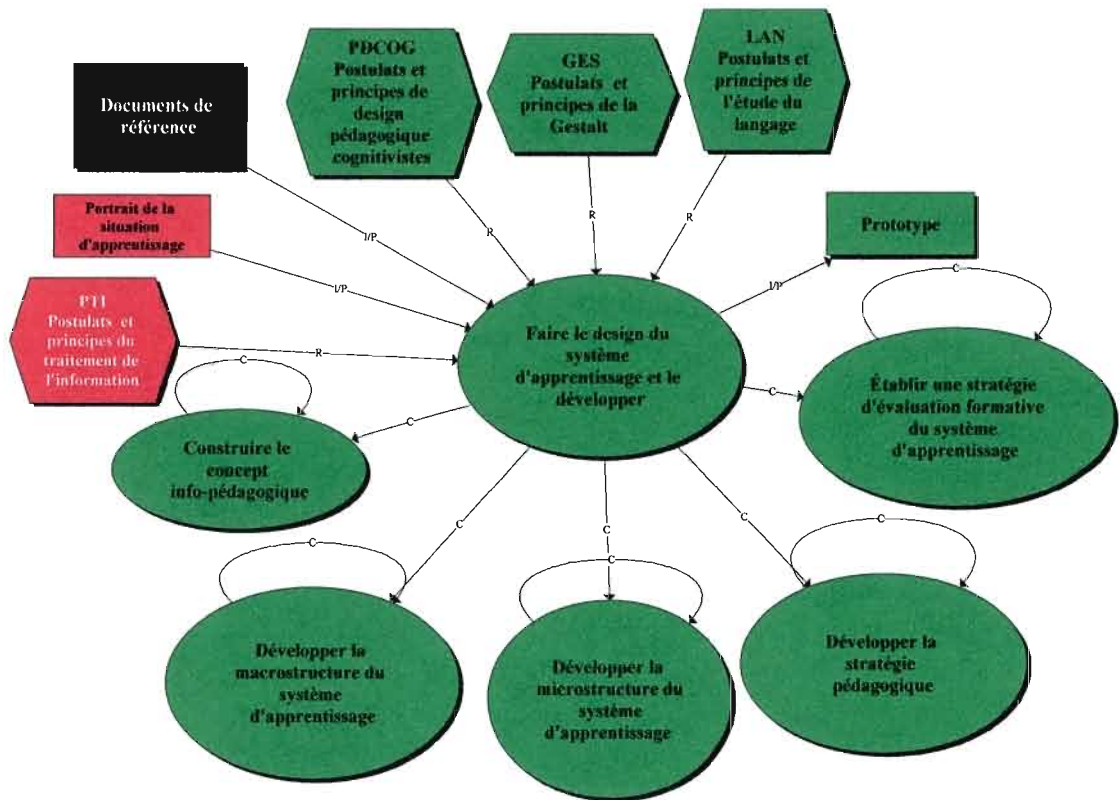 PDCOG
Postulats et
principes de
design
pédagogique
cognitivistes
GES
Postulats et
principes de la
Gestalt
LAN
Postulats et
principes de
l'étude du
langage
Documents de
référence
Portrait de la
situation
d'apprentissage
Prototype
PTI
Postulats et
principes du
traitement de
l'information
I/P
R
R
R
I/P
I/P
R
C
Faire le design du
système
d'apprentissage et le
développer
C
Établir une stratégie
d'évaluation formative
du système
d'apprentissage
C
C
Construire le
concept
info-pédagogique
C
C
C
C
C
C
C
Développer la
macrostructure du
système
d'apprentissage
Développer la
microstructure du
système
d'apprentissage
Développer la
stratégie
pédagogique